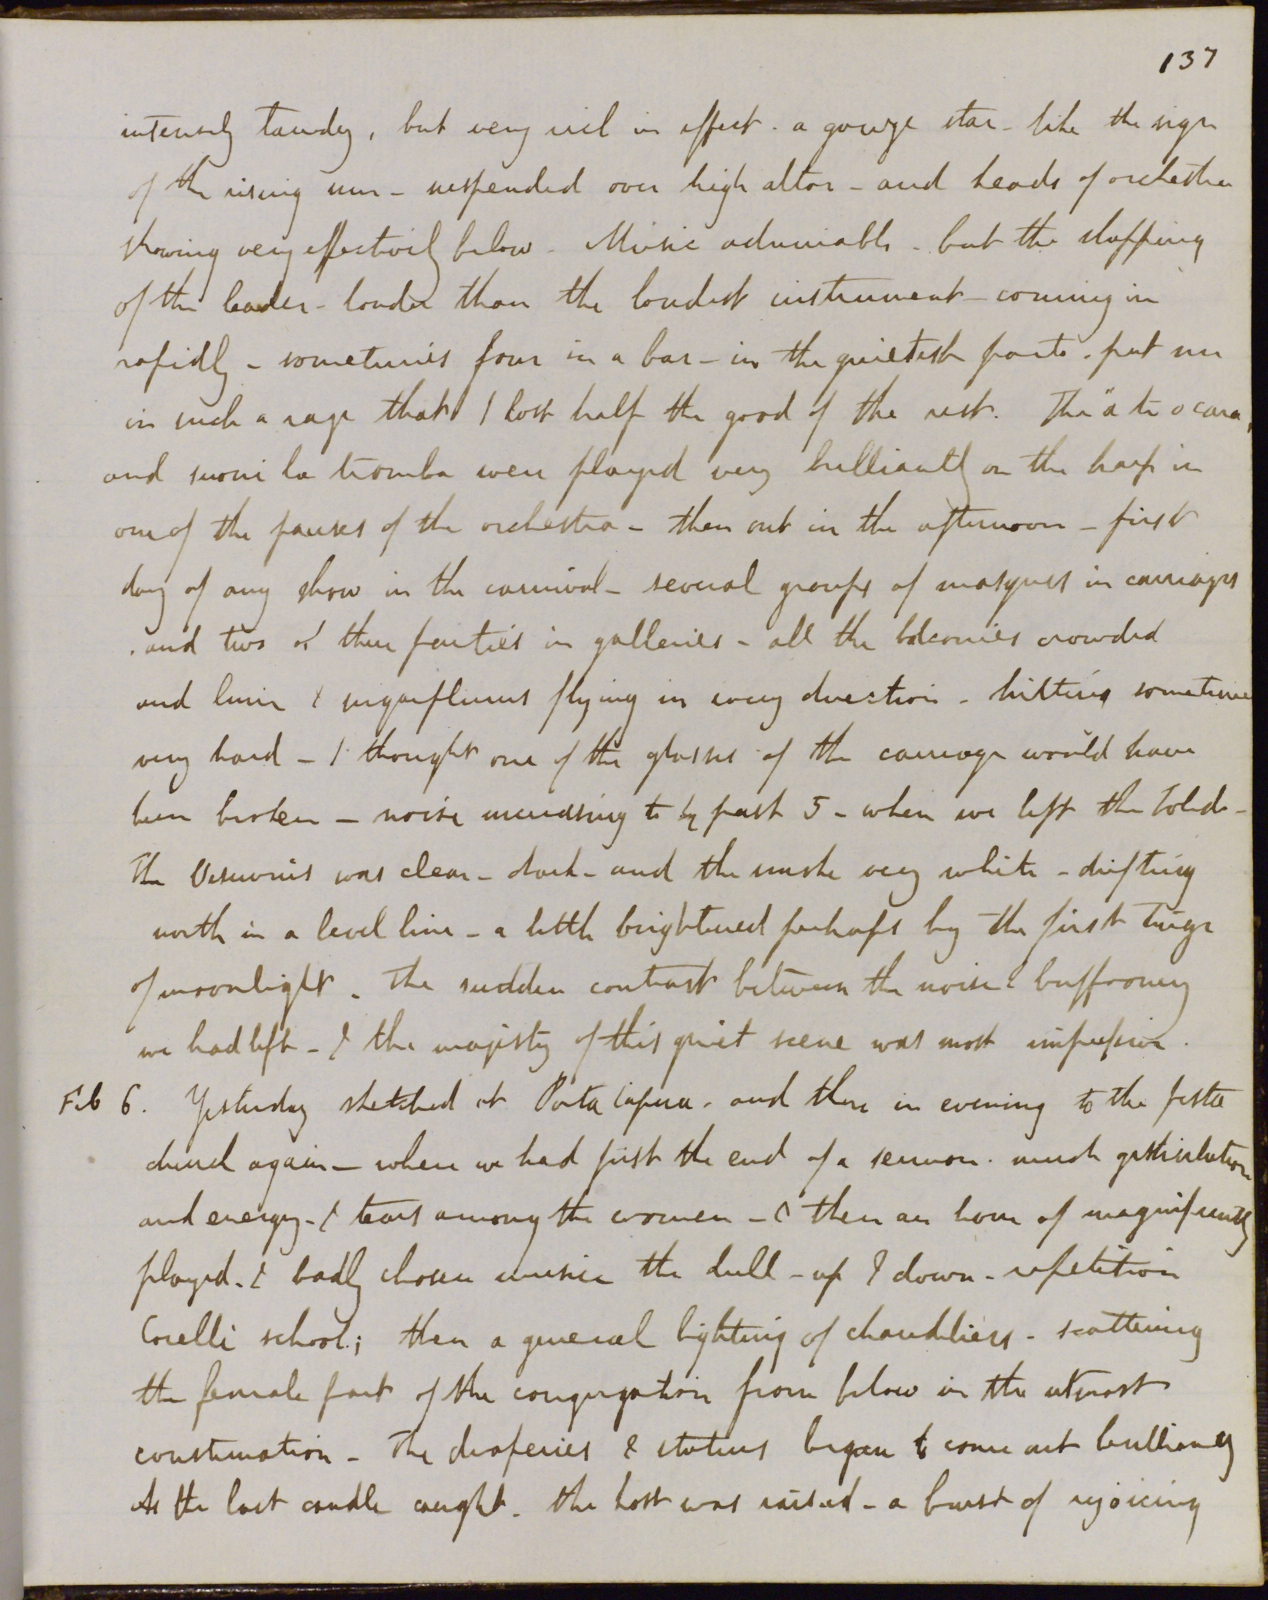 137
intensely tawdry, but very rich in effect. a gauze star - like the sign
of the rising sun - suspended over high altar - and heads of orchestra
showing very effectively below - Music admirable - but the slapping
of the leader - louder than the loudest instrument - coming in
rapidly - sometimes four in a bar - in the quietest parts. put me
in such a rage that I lost half the good of the rest. The "a te o cara,
and suoni la tromba were played very brilliantly on the harp in
one of the pauses of the orchestra - then out in the afternoon - first
day of any show in the carnival - several groups of masques in carriages
and two or three parties in galleries - all the balconies crowded
and lime & sugarplums flying in every direction - hitting sometimes
very hard - I thought one of the glasses of the carriage would have
been broken - noise increasing to ½ past 5 - when we left the Toledo -
The Vesuvius was clear - dark - and the smoke very white - drifting
north in a level line - a little brightened perhaps by the first tinge
of moonlight. The sudden contrast between the noise & buffoonery
we had left - & the majesty of this quiet scene was most impressive.
Feb 6. Yesterday sketched at Porta Capua. and then in evening to the festa
church again - where we had just the end of a sermon. much gesticulation
and energy - & tears among the women - & then an hour of magnificently
played. & badly chosen music the dull - up & down - repetition
Corelli school; then a general lighting of chandeliers - scattering
the female part of the congregation from below in the utmost
consternation - The draperies & statues began to come out brilliantly
As the last candle caught. the host was raised - a burst of rejoicing